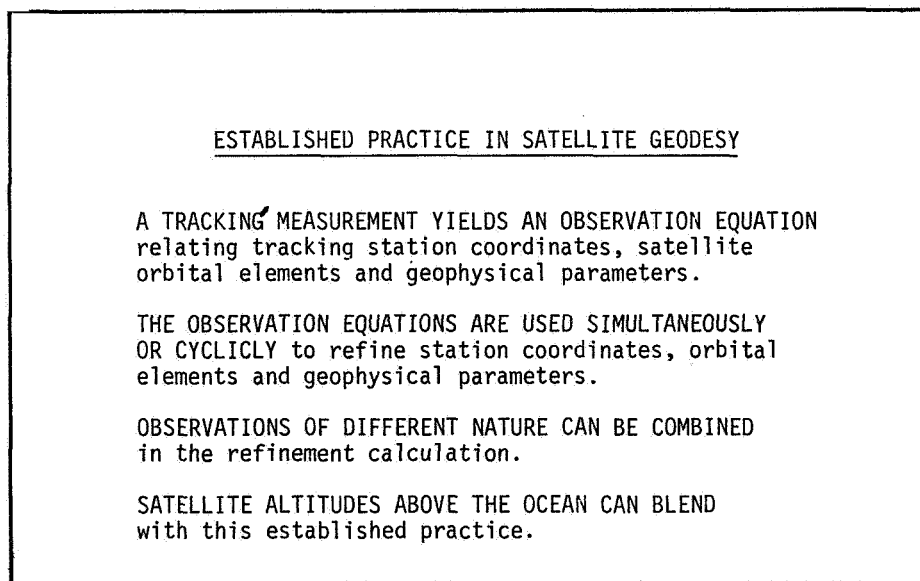 ESTABLISHED PRACTICE IN SATELLITE GEODESY
A TRACKING MEASUREMENT YIELDS AN OBSERVATION EQUATION
relating tracking station coordinates, satellite
orbital elements and geophysical parameters.
THE OBSERVATION EQUATIONS ARE USED SIMULTANEOUSLY
OR CYCLICLY to refine station coordinates, orbital
elements and geophysical parameters.
OBSERVATIONS OF DIFFERENT NATURE CAN BE COMBINED
in the refinement calculation.
SATELLITE ALTITUDES ABOVE THE OCEAN CAN BLEND
with this established practice.